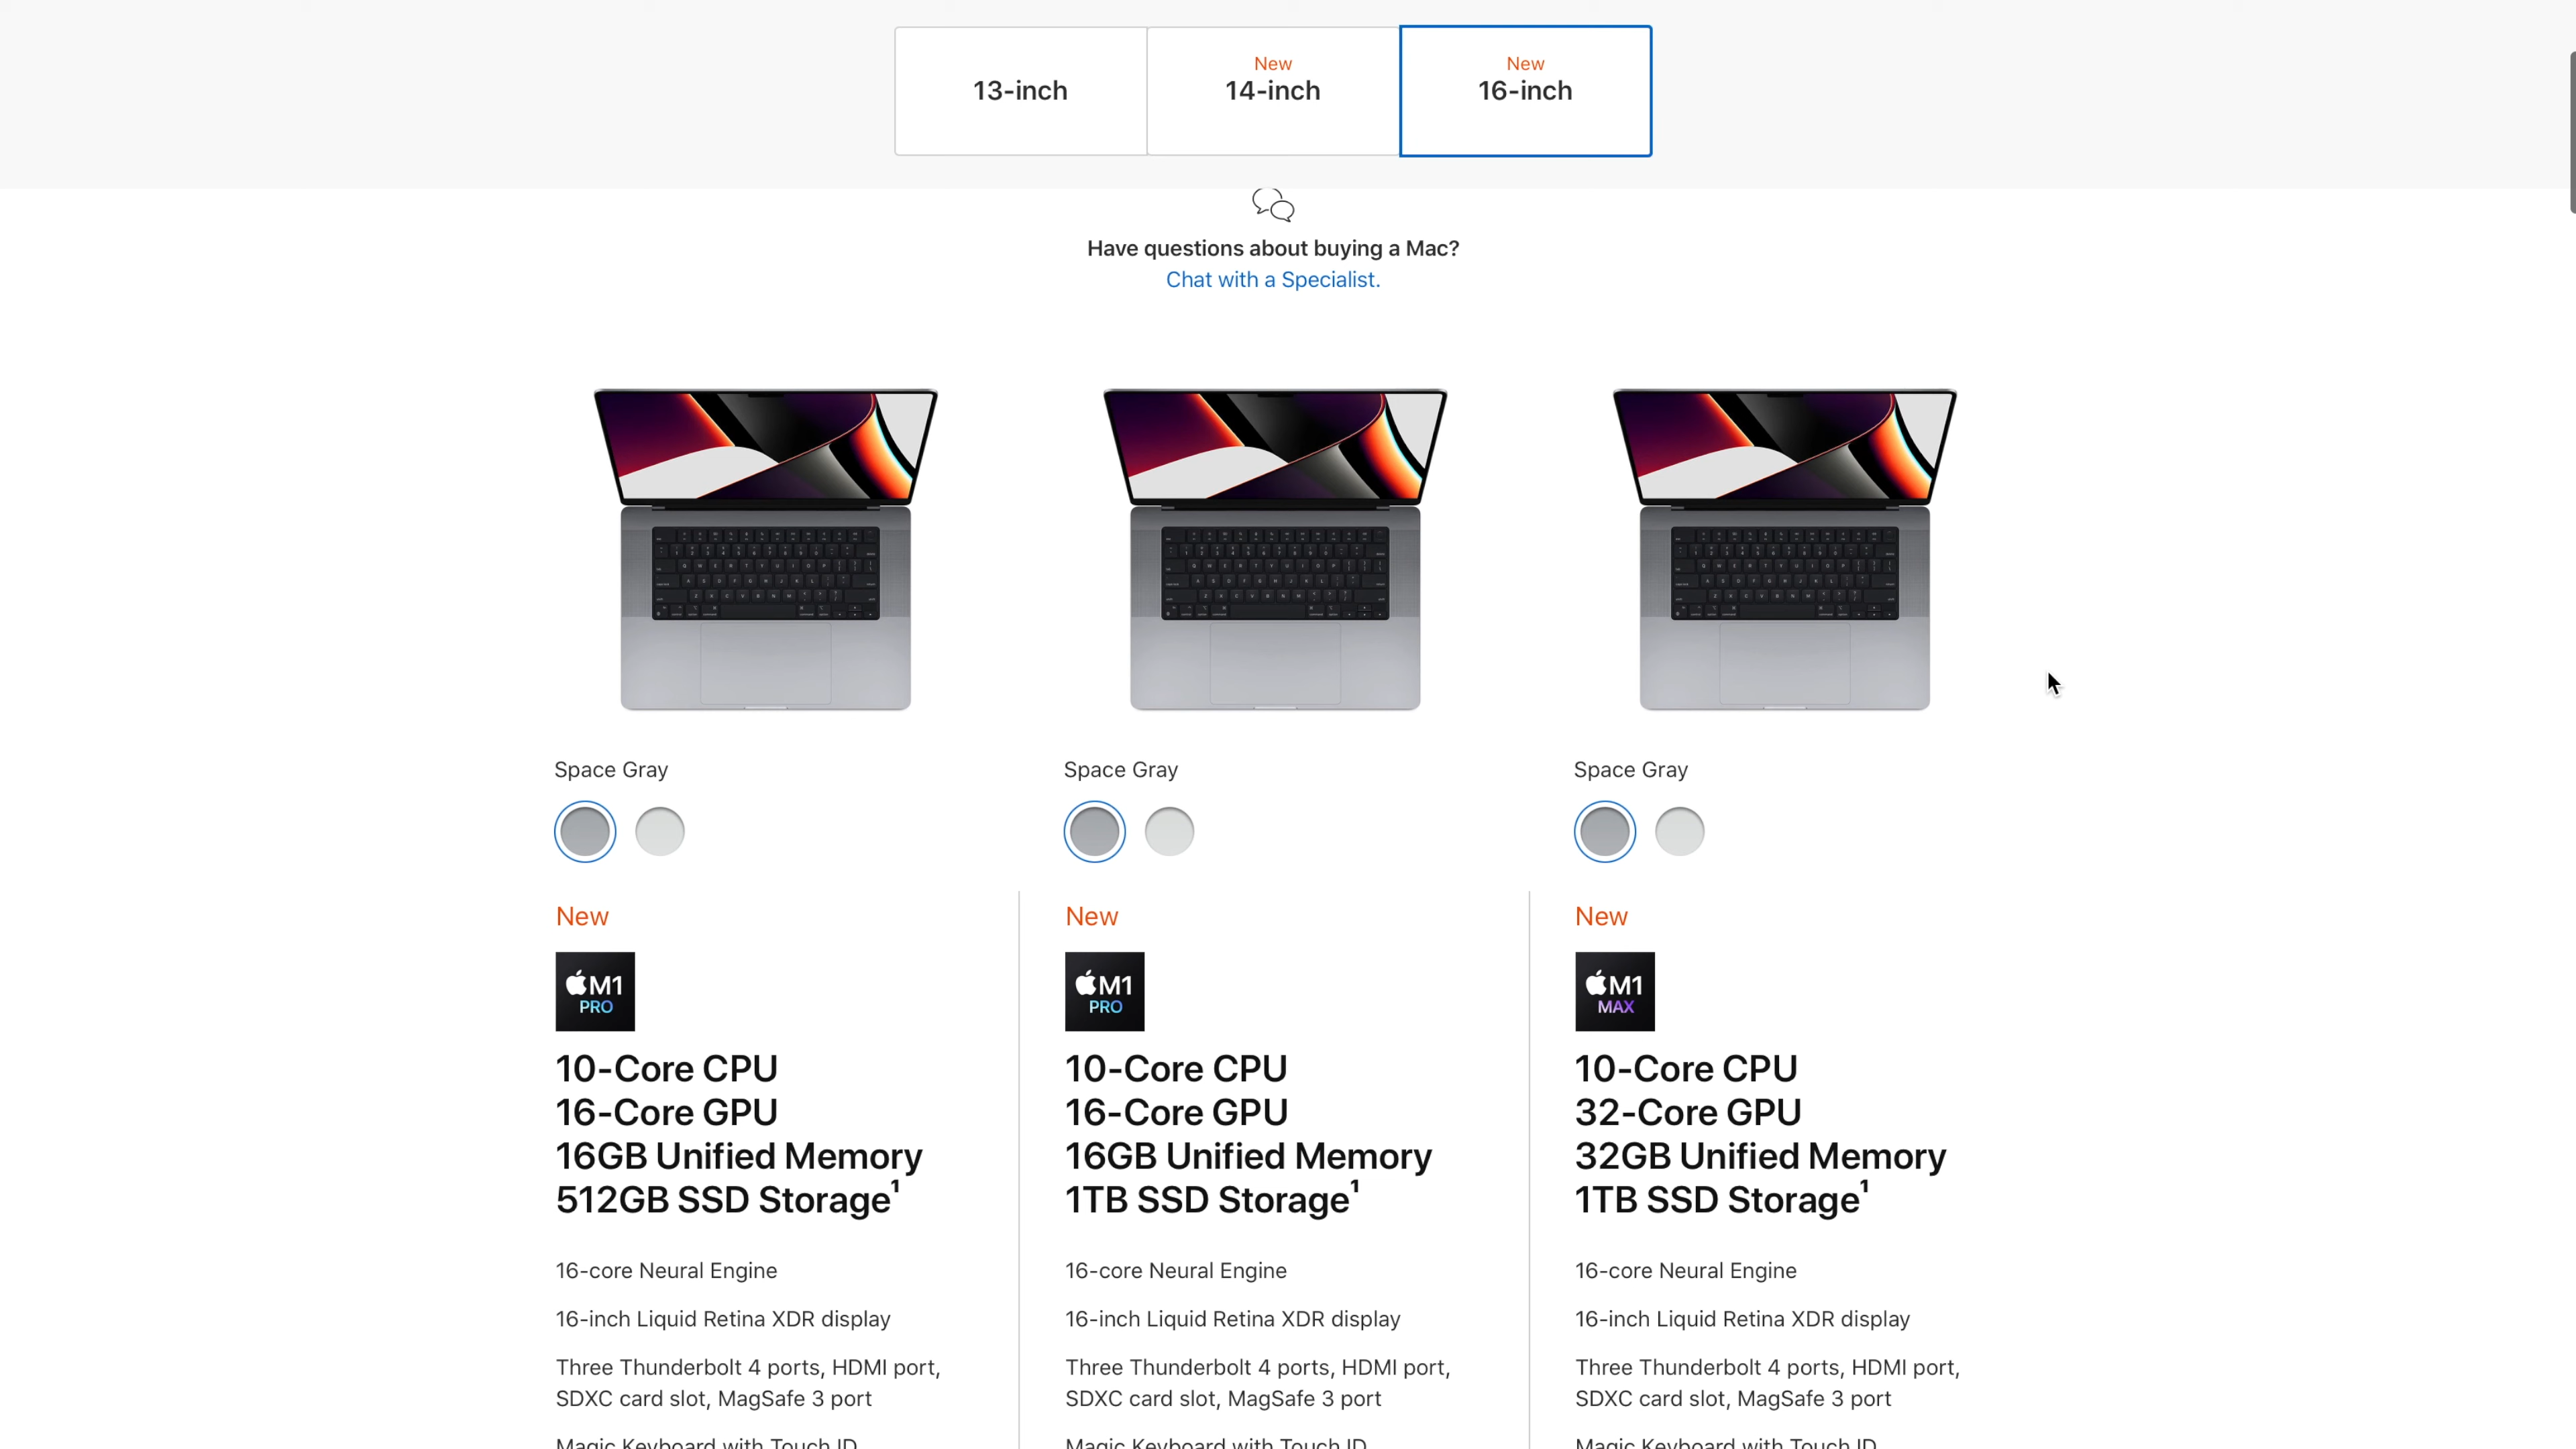 13-inch
New
14-inch
New
16-inch
Have questions about buying a Mac?
Chat with a Specialist.
Space Gray
Space Gray
Space Gray
New
M1
PRO
10-Core CPU
16-Core GPU
16GB Unified Memory
512GB SSD Storage¹
16-core Neural Engine
16-inch Liquid Retina XDR display
Three Thunderbolt 4 ports, HDMI port,
SDXC card slot, MagSafe 3 port
Magic Keyboard with Touch ID
New
M1
PRO
10-Core CPU
16-Core GPU
16GB Unified Memory
1TB SSD Storage¹
16-core Neural Engine
16-inch Liquid Retina XDR display
Three Thunderbolt 4 ports, HDMI port,
SDXC card slot, MagSafe 3 port
Magic Keyboard with Touch ID
New
M1
MAX
10-Core CPU
32-Core GPU
32GB Unified Memory
1TB SSD Storage¹
16-core Neural Engine
16-inch Liquid Retina XDR display
Three Thunderbolt 4 ports, HDMI port,
SDXC card slot, MagSafe 3 port
Magic Keyboard with Touch ID